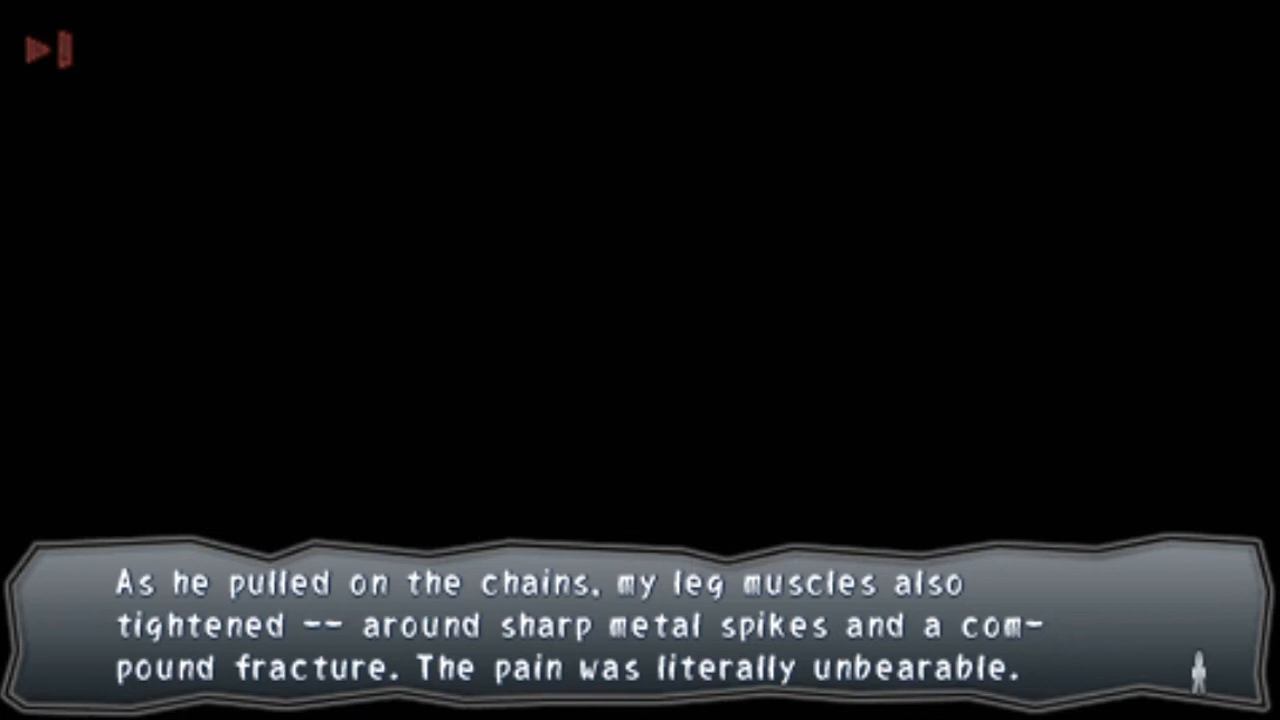 As he pulled on the chains, my leg muscles also
tightened -- around sharp metal spikes and a com-
pound fracture. The pain was literally unbearable.